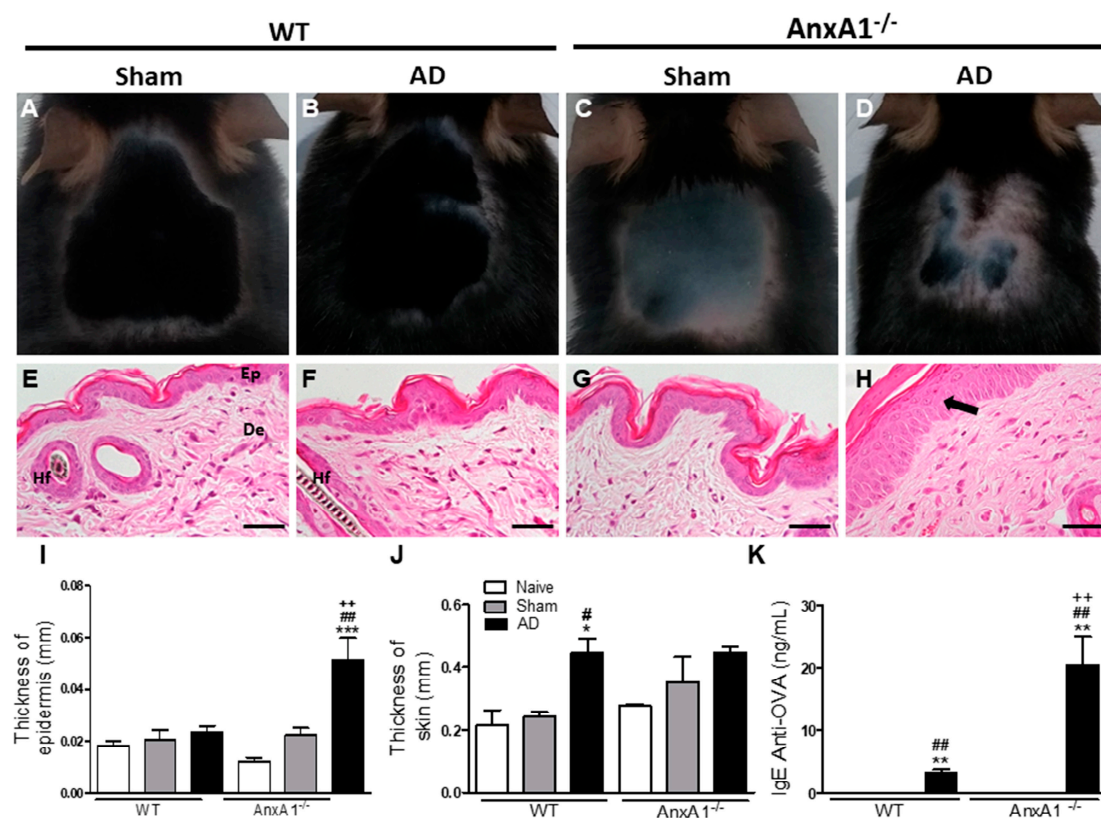 WT AnxA1-/-
Sham AD Sham AD
A B C D
E Ep De Hf F Hf G H
I J K
Thickness of epidermis (mm)
0.08
0.06
0.04
0.02
0.00
++
##
***
WT AnxA1-/-
Thickness of skin (mm)
0.6
0.4
0.2
0.0
Naive
Sham
AD
#
*
WT AnxA1-/-
IgE Anti-OVA (ng/mL)
30
20
10
0
##
**
++
##
**
WT AnxA1-/-